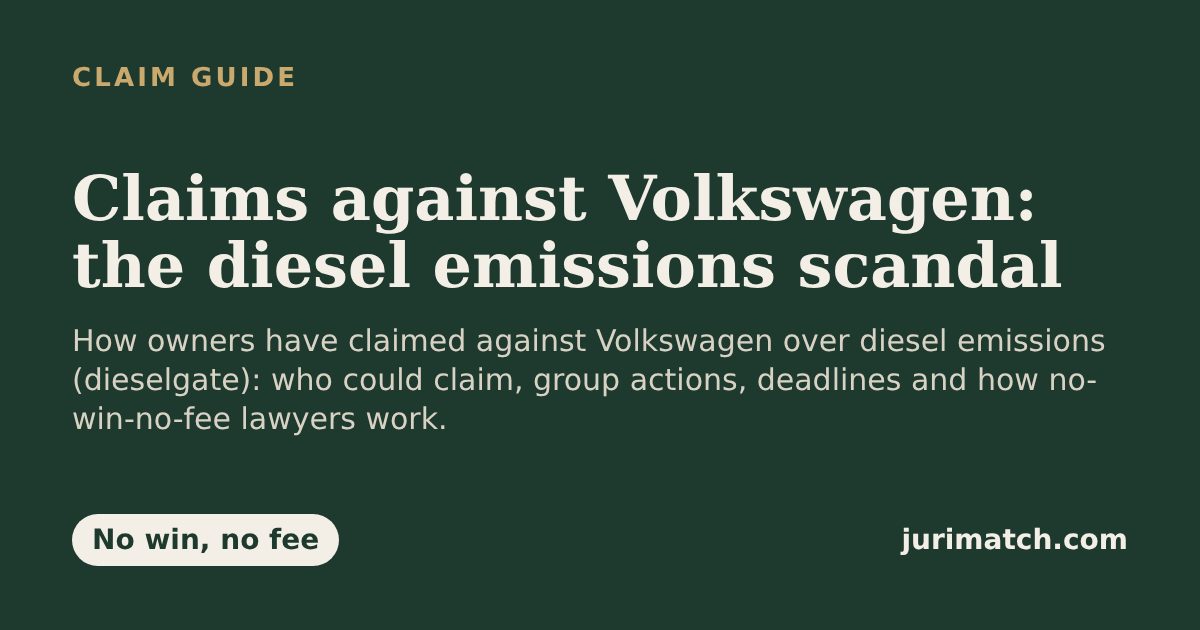 CLAIM GUIDE
Claims against Volkswagen:
the diesel emissions scandal
How owners have claimed against Volkswagen over diesel emissions
(dieselgate): who could claim, group actions, deadlines and how no-
win-no-fee lawyers work.
No win, no fee
jurimatch.com